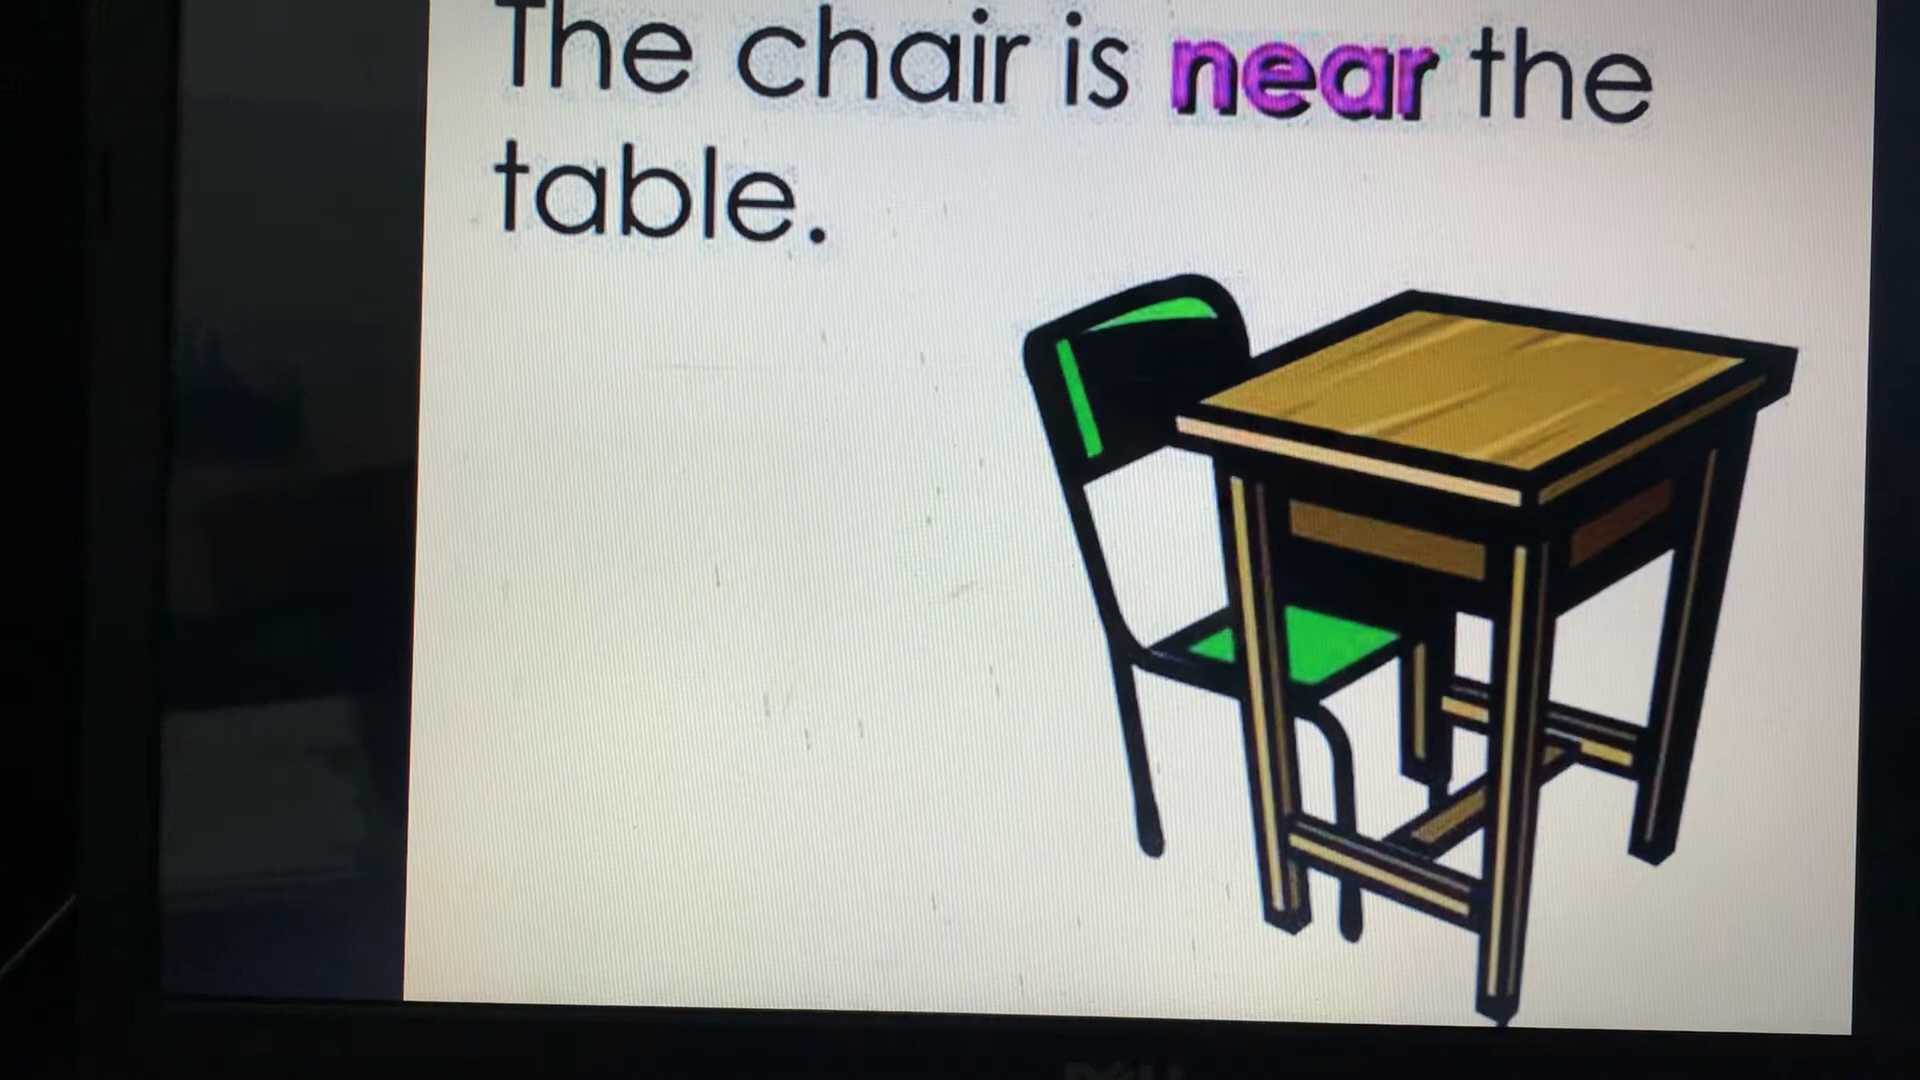 The chair is near the
table.